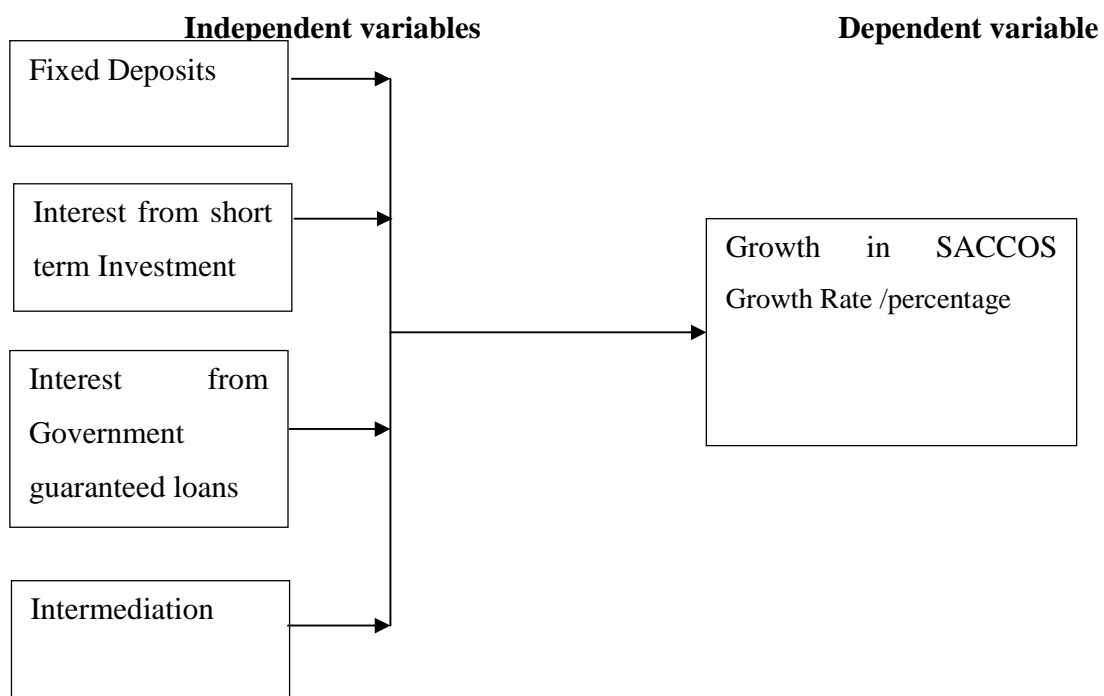 Independent variables
Dependent variable
Fixed Deposits
Interest from short
term Investment
Interest from
Government
guaranteed loans
Intermediation
Growth in SACCOS
Growth Rate /percentage